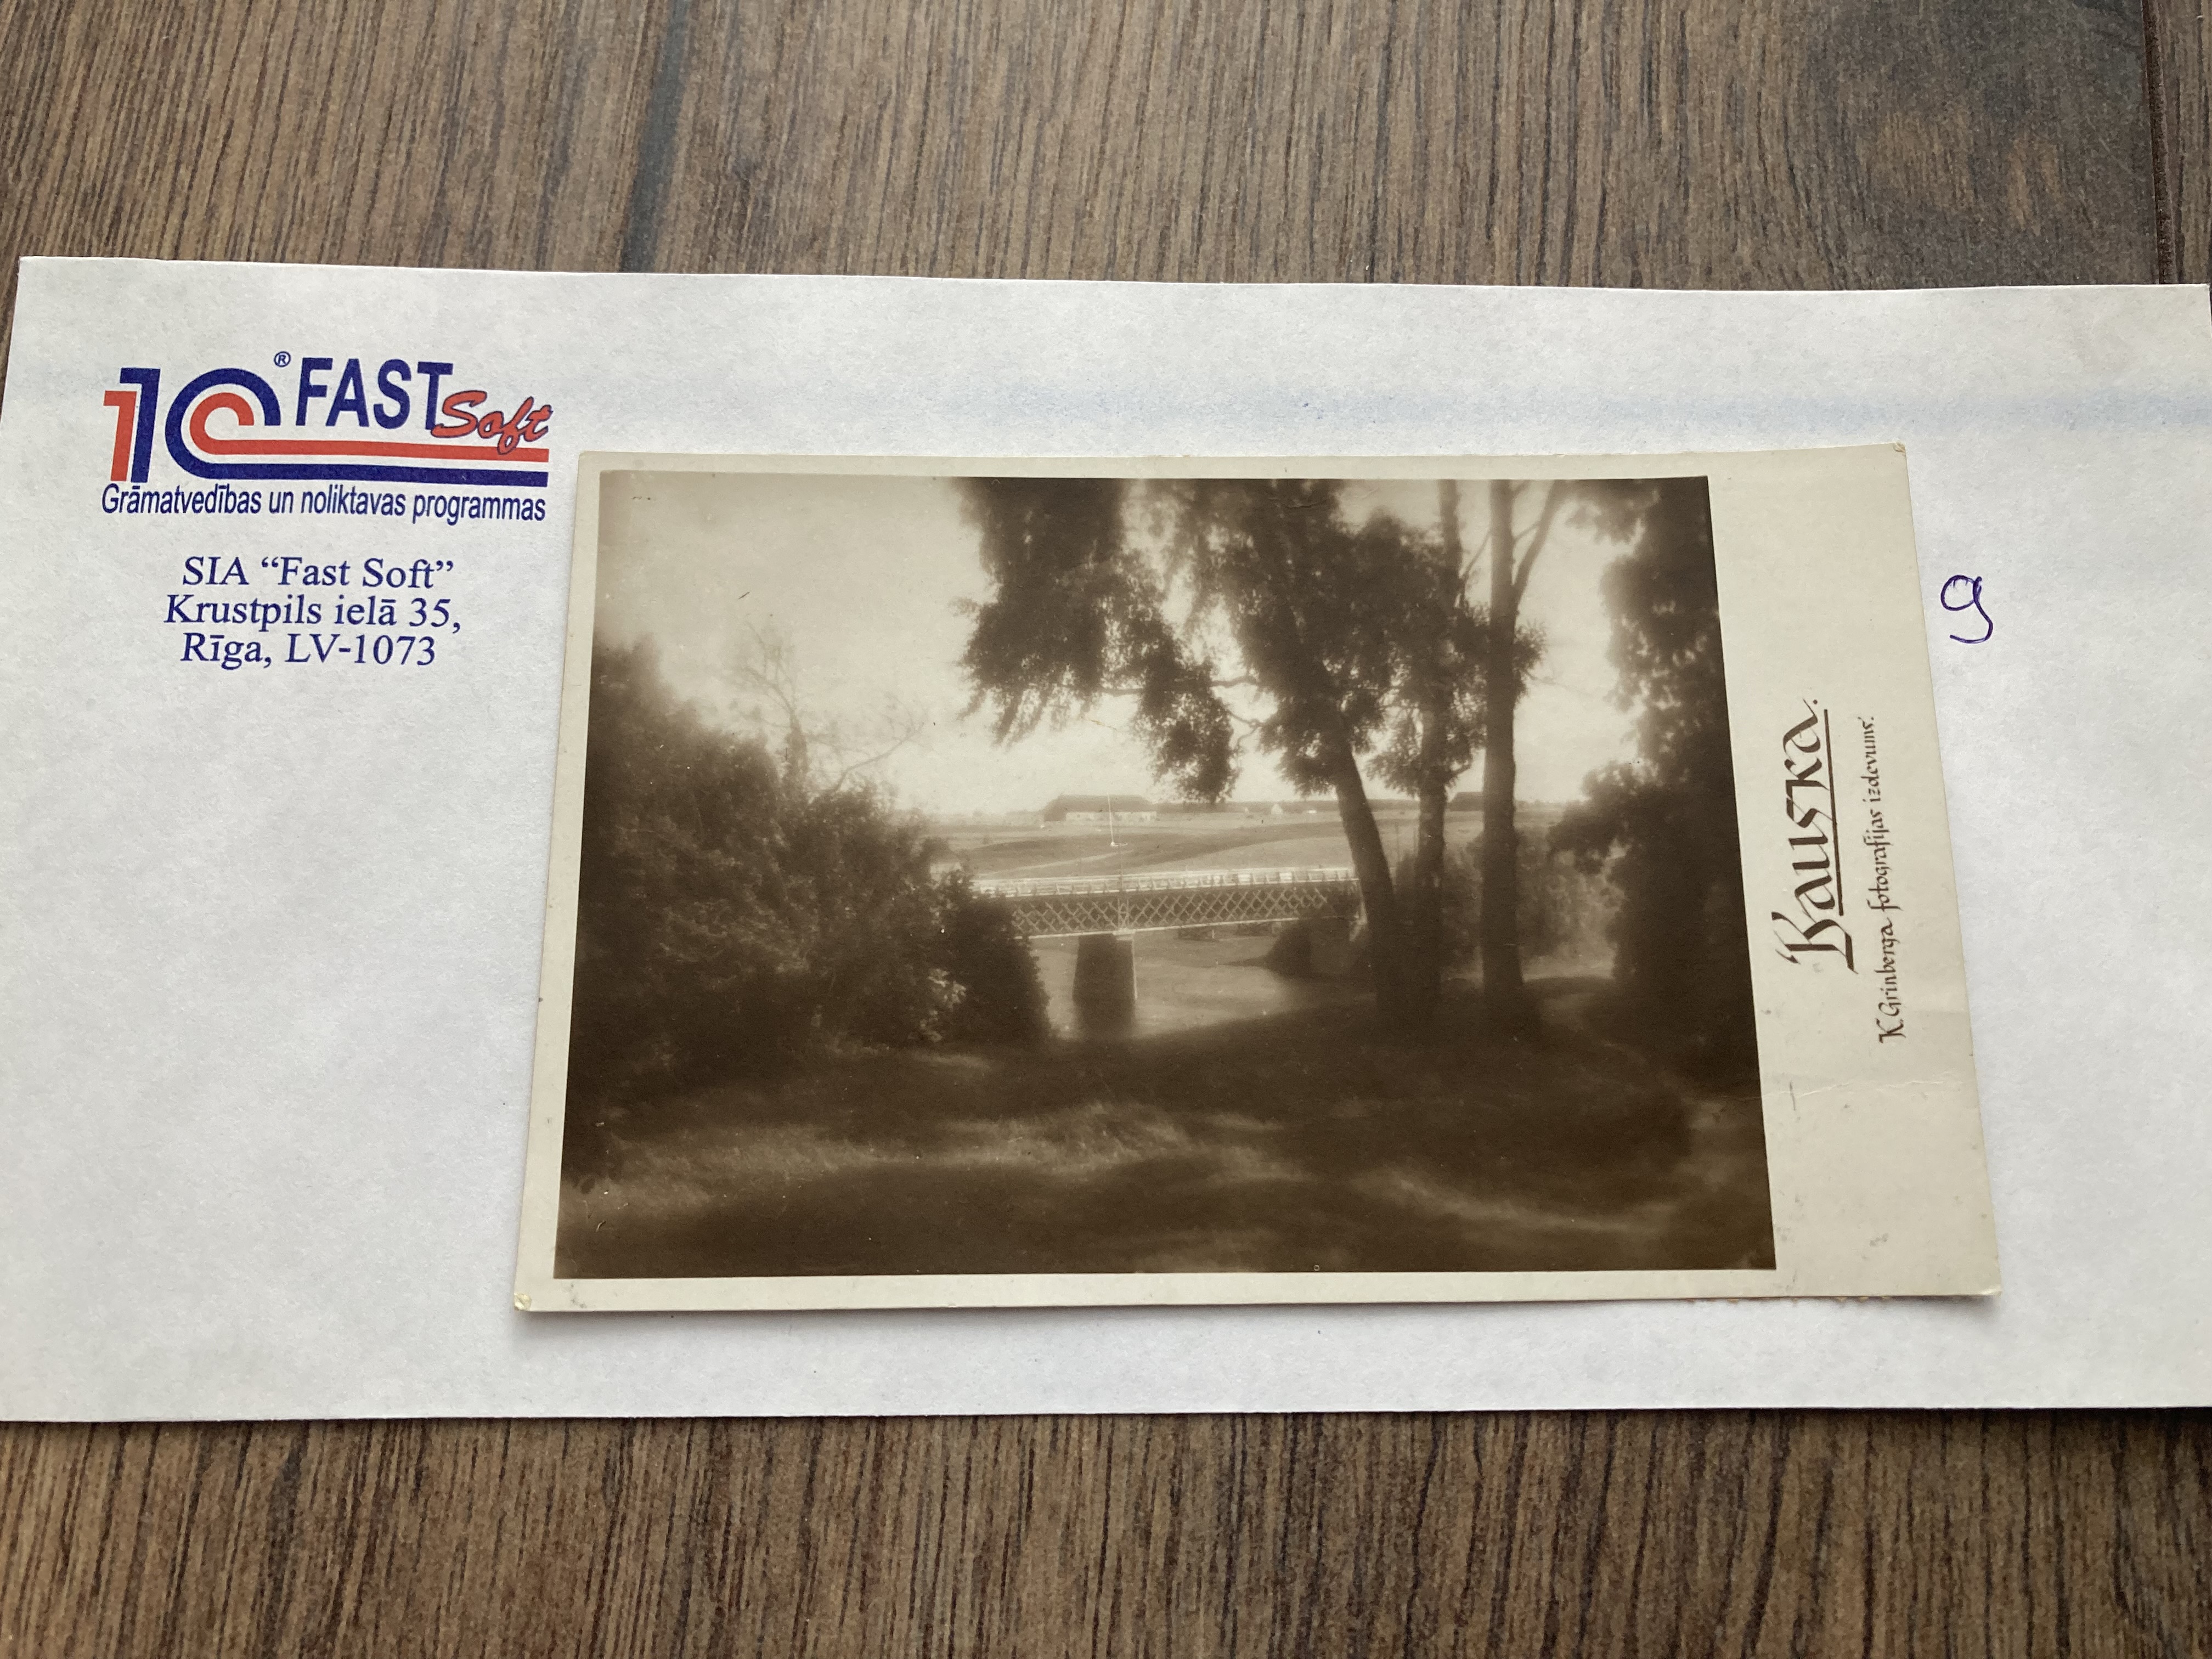 1C® FAST Soft
Grāmatvedības un noliktavas programmas
SIA “Fast Soft”
Krustpils ielā 35,
Rīga, LV-1073
Bauska.
K. Grinberga fotografijas izdevums.
9